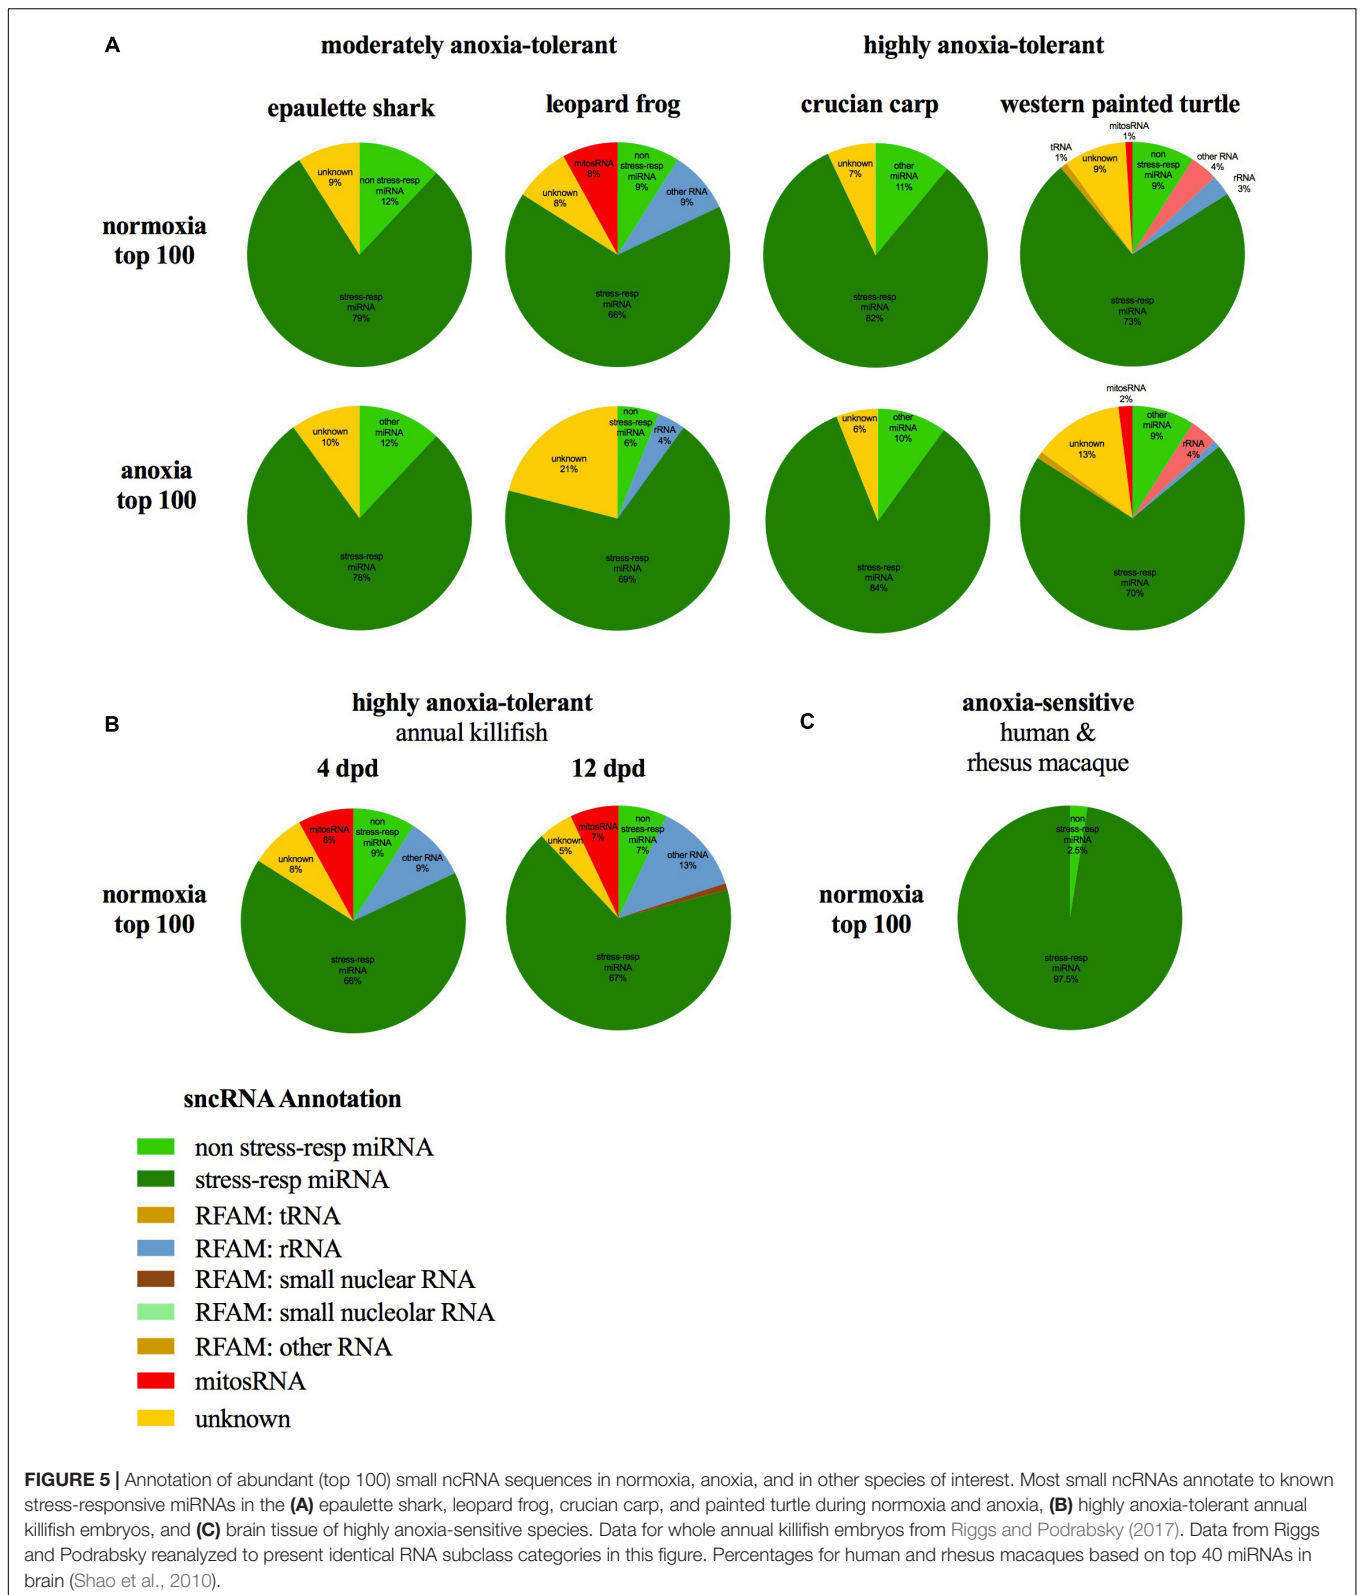 A
moderately anoxia-tolerant
highly anoxia-tolerant
epaulette shark
leopard frog
crucian carp
western painted turtle
normoxia
top 100
unknown
9%
non stress-resp
miRNA
12%
stress-resp
miRNA
79%
mitosRNA
8%
non
stress-resp
miRNA
9%
other RNA
9%
unknown
8%
stress-resp
miRNA
66%
unknown
7%
other
miRNA
11%
stress-resp
miRNA
82%
mitosRNA
1%
tRNA
1%
unknown
9%
non
stress-resp
miRNA
9%
other RNA
4%
rRNA
3%
stress-resp
miRNA
73%
anoxia
top 100
unknown
10%
other
miRNA
12%
stress-resp
miRNA
78%
non
stress-resp
miRNA
6%
rRNA
4%
unknown
21%
stress-resp
miRNA
69%
unknown
6%
other
miRNA
10%
stress-resp
miRNA
84%
mitosRNA
2%
other
miRNA
9%
rRNA
4%
unknown
13%
stress-resp
miRNA
70%
B
highly anoxia-tolerant
annual killifish
4 dpd
12 dpd
normoxia
top 100
mitosRNA
8%
non
stress-resp
miRNA
9%
other RNA
9%
unknown
8%
stress-resp
miRNA
66%
mitosRNA
7%
non
stress-resp
miRNA
7%
other RNA
13%
unknown
5%
stress-resp
miRNA
67%
C
anoxia-sensitive
human &
rhesus macaque
normoxia
top 100
non
stress-resp
miRNA
2.5%
stress-resp
miRNA
97.5%
sncRNA Annotation
non stress-resp miRNA
stress-resp miRNA
RFAM: tRNA
RFAM: rRNA
RFAM: small nuclear RNA
RFAM: small nucleolar RNA
RFAM: other RNA
mitosRNA
unknown
FIGURE 5 | Annotation of abundant (top 100) small ncRNA sequences in normoxia, anoxia, and in other species of interest. Most small ncRNAs annotate to known
stress-responsive miRNAs in the (A) epaulette shark, leopard frog, crucian carp, and painted turtle during normoxia and anoxia, (B) highly anoxia-tolerant annual
killifish embryos, and (C) brain tissue of highly anoxia-sensitive species. Data for whole annual killifish embryos from Riggs and Podrabsky (2017). Data from Riggs
and Podrabsky reanalyzed to present identical RNA subclass categories in this figure. Percentages for human and rhesus macaques based on top 40 miRNAs in
brain (Shao et al., 2010).